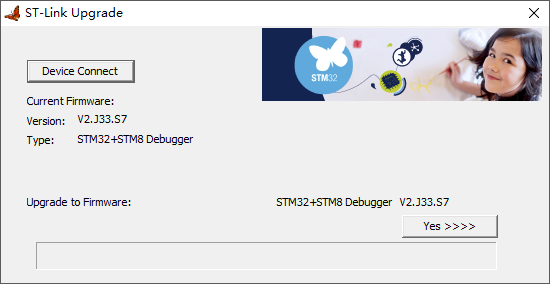 ST-Link Upgrade
STM32
Device Connect
Current Firmware:
Version: V2.J33.S7
Type: STM32+STM8 Debugger
Upgrade to Firmware: STM32+STM8 Debugger V2.J33.S7
Yes >>>>